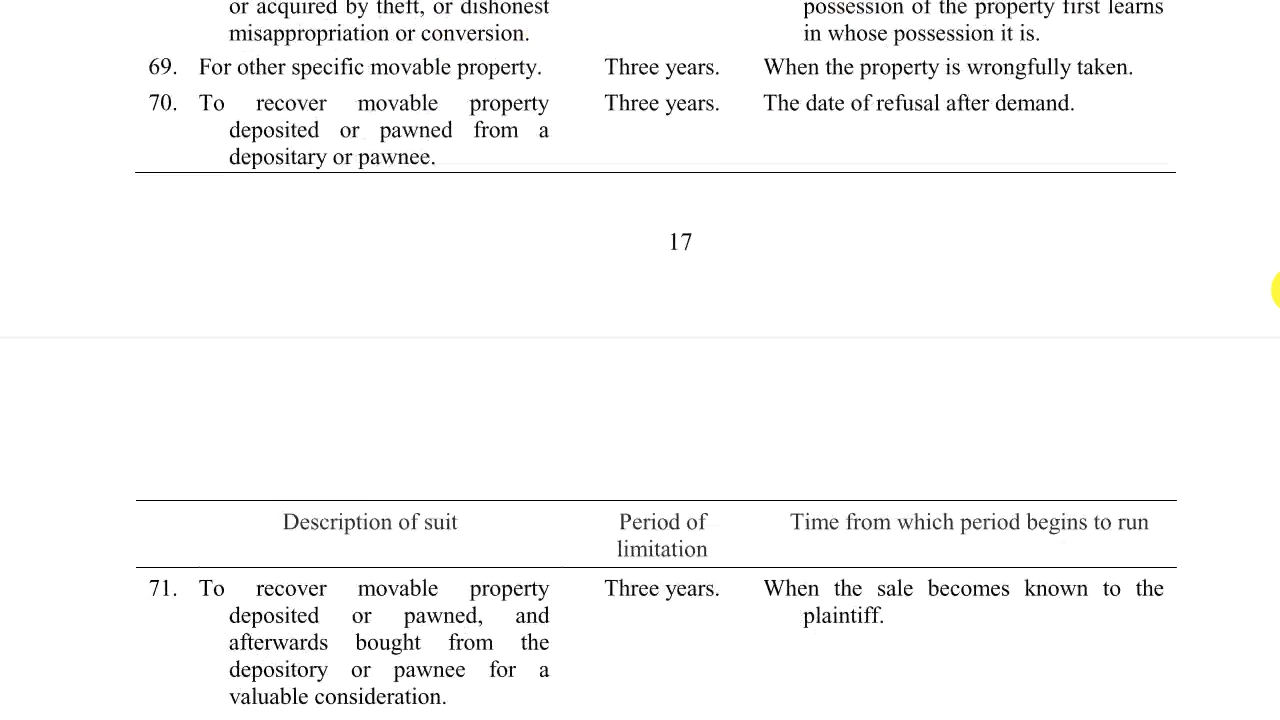 or acquired by theft, or dishonest possession of the property first learns
misappropriation or conversion. in whose possession it is.
69. For other specific movable property. Three years. When the property is wrongfully taken.
70. To recover movable property Three years. The date of refusal after demand.
deposited or pawned from a
depositary or pawnee.
17
Description of suit Period of Time from which period begins to run
limitation
71. To recover movable property Three years. When the sale becomes known to the
deposited or pawned, and plaintiff.
afterwards bought from the
depository or pawnee for a
valuable consideration.